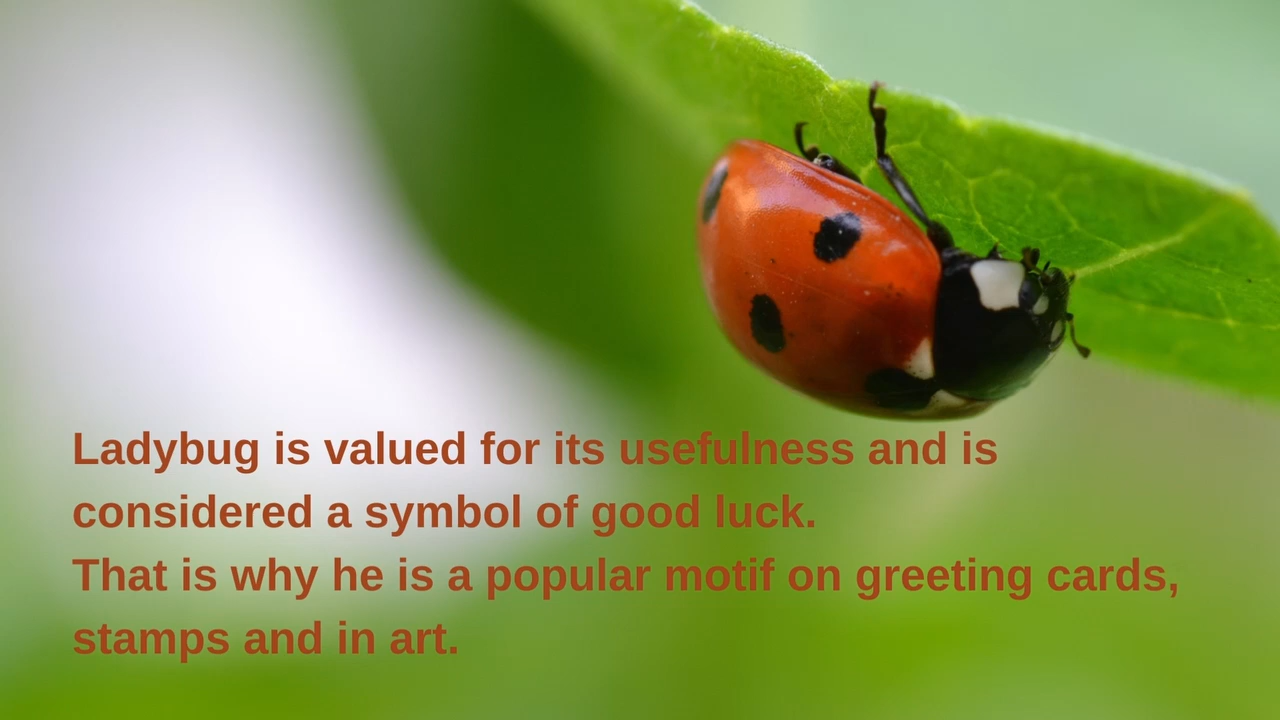 Ladybug is valued for its usefulness and is
considered a symbol of good luck.
That is why he is a popular motif on greeting cards,
stamps and in art.